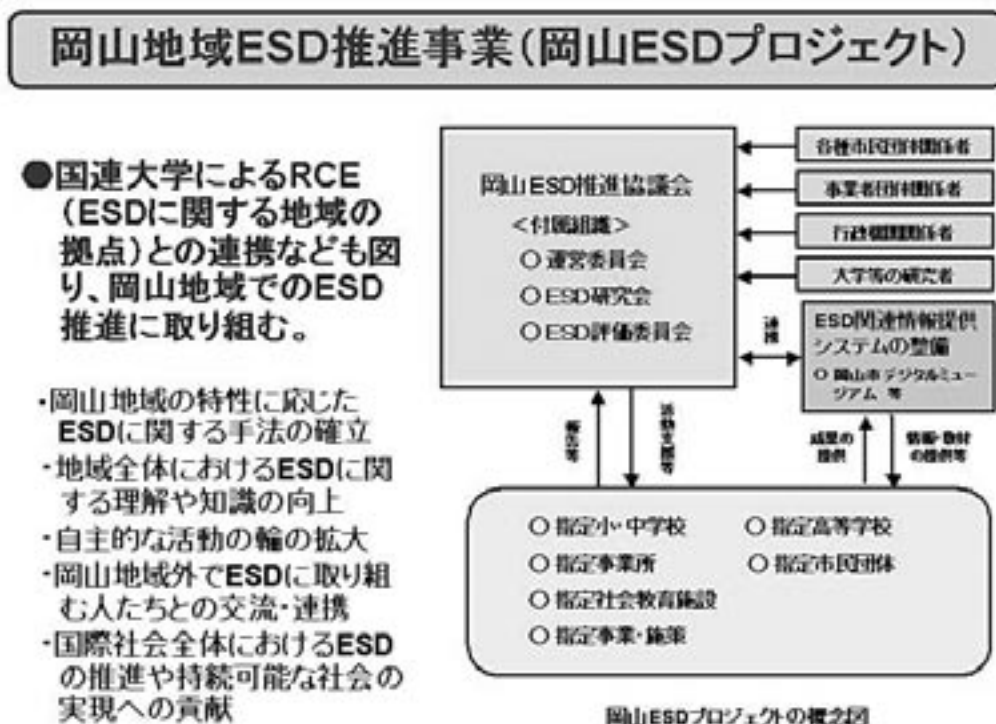 岡山地域ESD推進事業(岡山ESDプロジェクト)
●国連大学によるRCE
(ESDに関する地域の
拠点)との連携なども図
り、岡山地域でのESD
推進に取り組む。
・岡山地域の特性に応じた
ESDに関する手法の確立
・地域全体におけるESDに関
する理解や知識の向上
・自主的な活動の輪の拡大
・岡山地域外でESDに取り組
む人たちとの交流・連携
・国際社会全体におけるESD
の推進や持続可能な社会の
実現への貢献
岡山ESD推進協議会
<付属組織>
○ 運営委員会
○ ESD研究会
○ ESD評価委員会
各種市民団体関係者
事業者団体関係者
行政機関関係者
大学等の研究者
連携
ESD関連情報提供
システムの整備
○ 岡山市デジタルミュー
ジアム 等
報告等
活動支援等
成果の
提供
情報・取材
の提供等
○ 指定小・中学校
○ 指定事業所
○ 指定社会教育施設
○ 指定事業・施策
○ 指定高等学校
○ 指定市民団体
岡山ESDプロジェクトの概念図